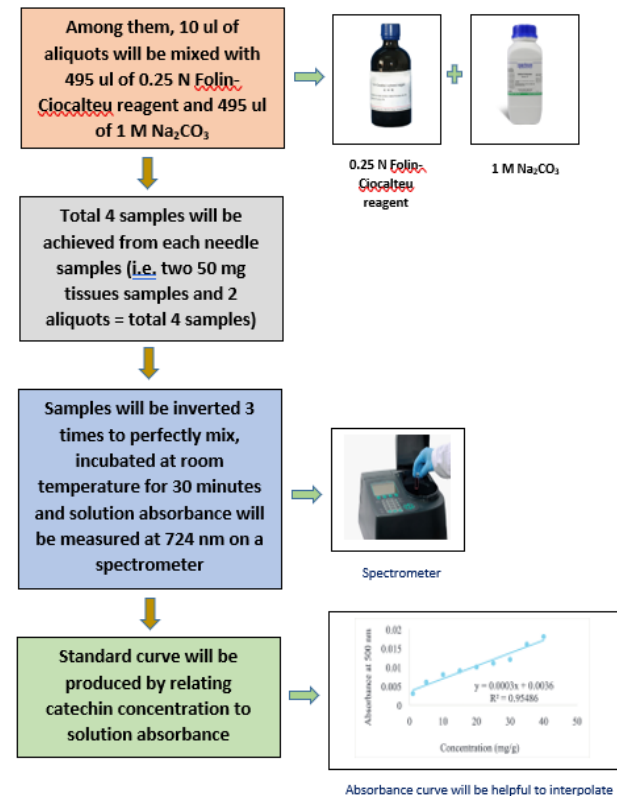 Among them, 10 ul of
aliquots will be mixed with
495 ul of 0.25 N Folin-
Ciocalteu reagent and 495 ul
of 1 M Na₂CO₃
0.25 N Folin-
Ciocalteu
reagent
1 M Na₂CO₃
Total 4 samples will be
achieved from each needle
samples (i.e. two 50 mg
tissues samples and 2
aliquots = total 4 samples)
Samples will be inverted 3
times to perfectly mix,
incubated at room
temperature for 30 minutes
and solution absorbance will
be measured at 724 nm on a
spectrometer
Spectrometer
Standard curve will be
produced by relating
catechin concentration to
solution absorbance
Absorbance at 500 nm
0.02
0.015
0.01
0.005
0
y = 0.0003x + 0.0036
R² = 0.95486
0 10 20 30 40 50
Concentration (mg/g)
Absorbance curve will be helpful to interpolate